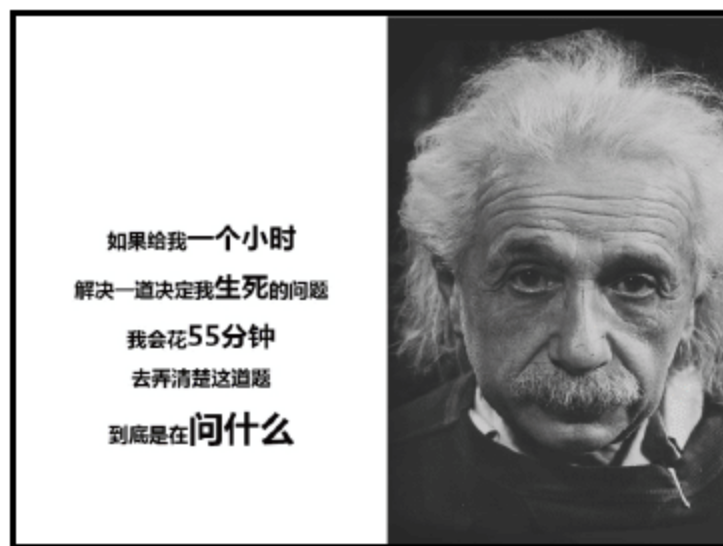 如果给我一个小时
解决一道决定我生死的问题
我会花55分钟
去弄清楚这道题
到底是在问什么